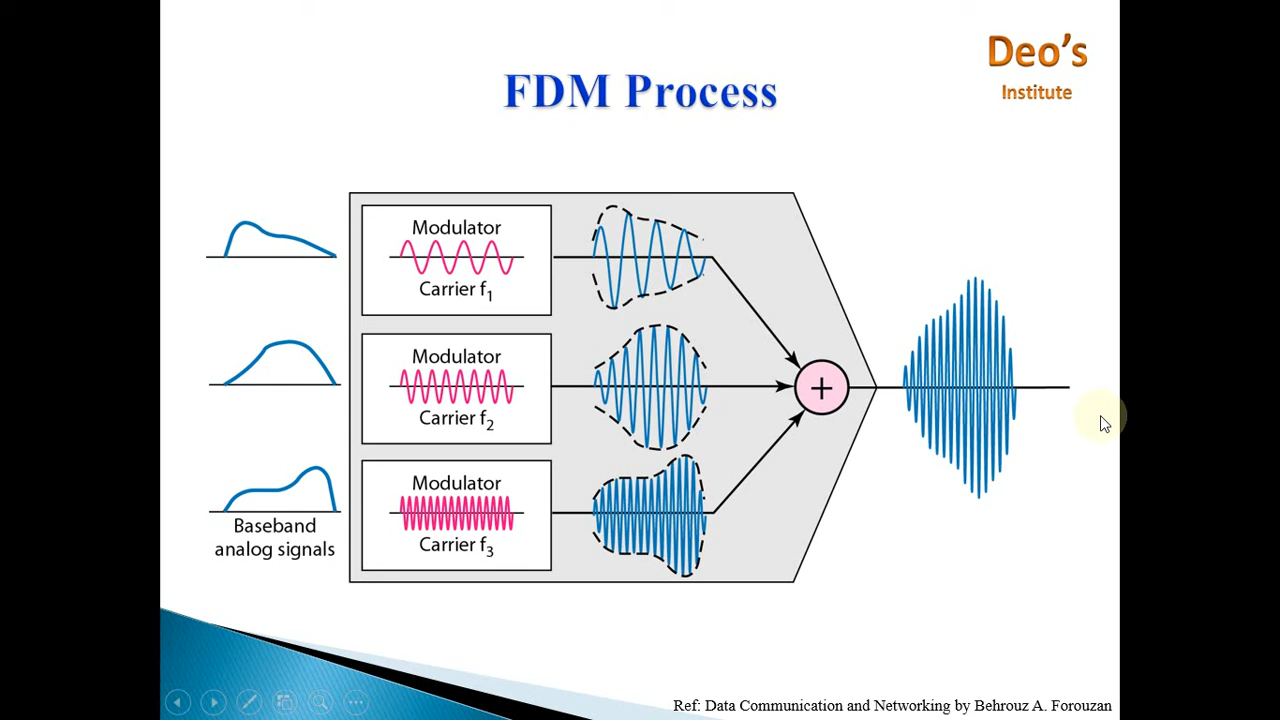 Deo's
Institute
FDM Process
Modulator
Carrier f1
Modulator
Carrier f2
Modulator
Carrier f3
Baseband
analog signals
+
Ref: Data Communication and Networking by Behrouz A. Forouzan